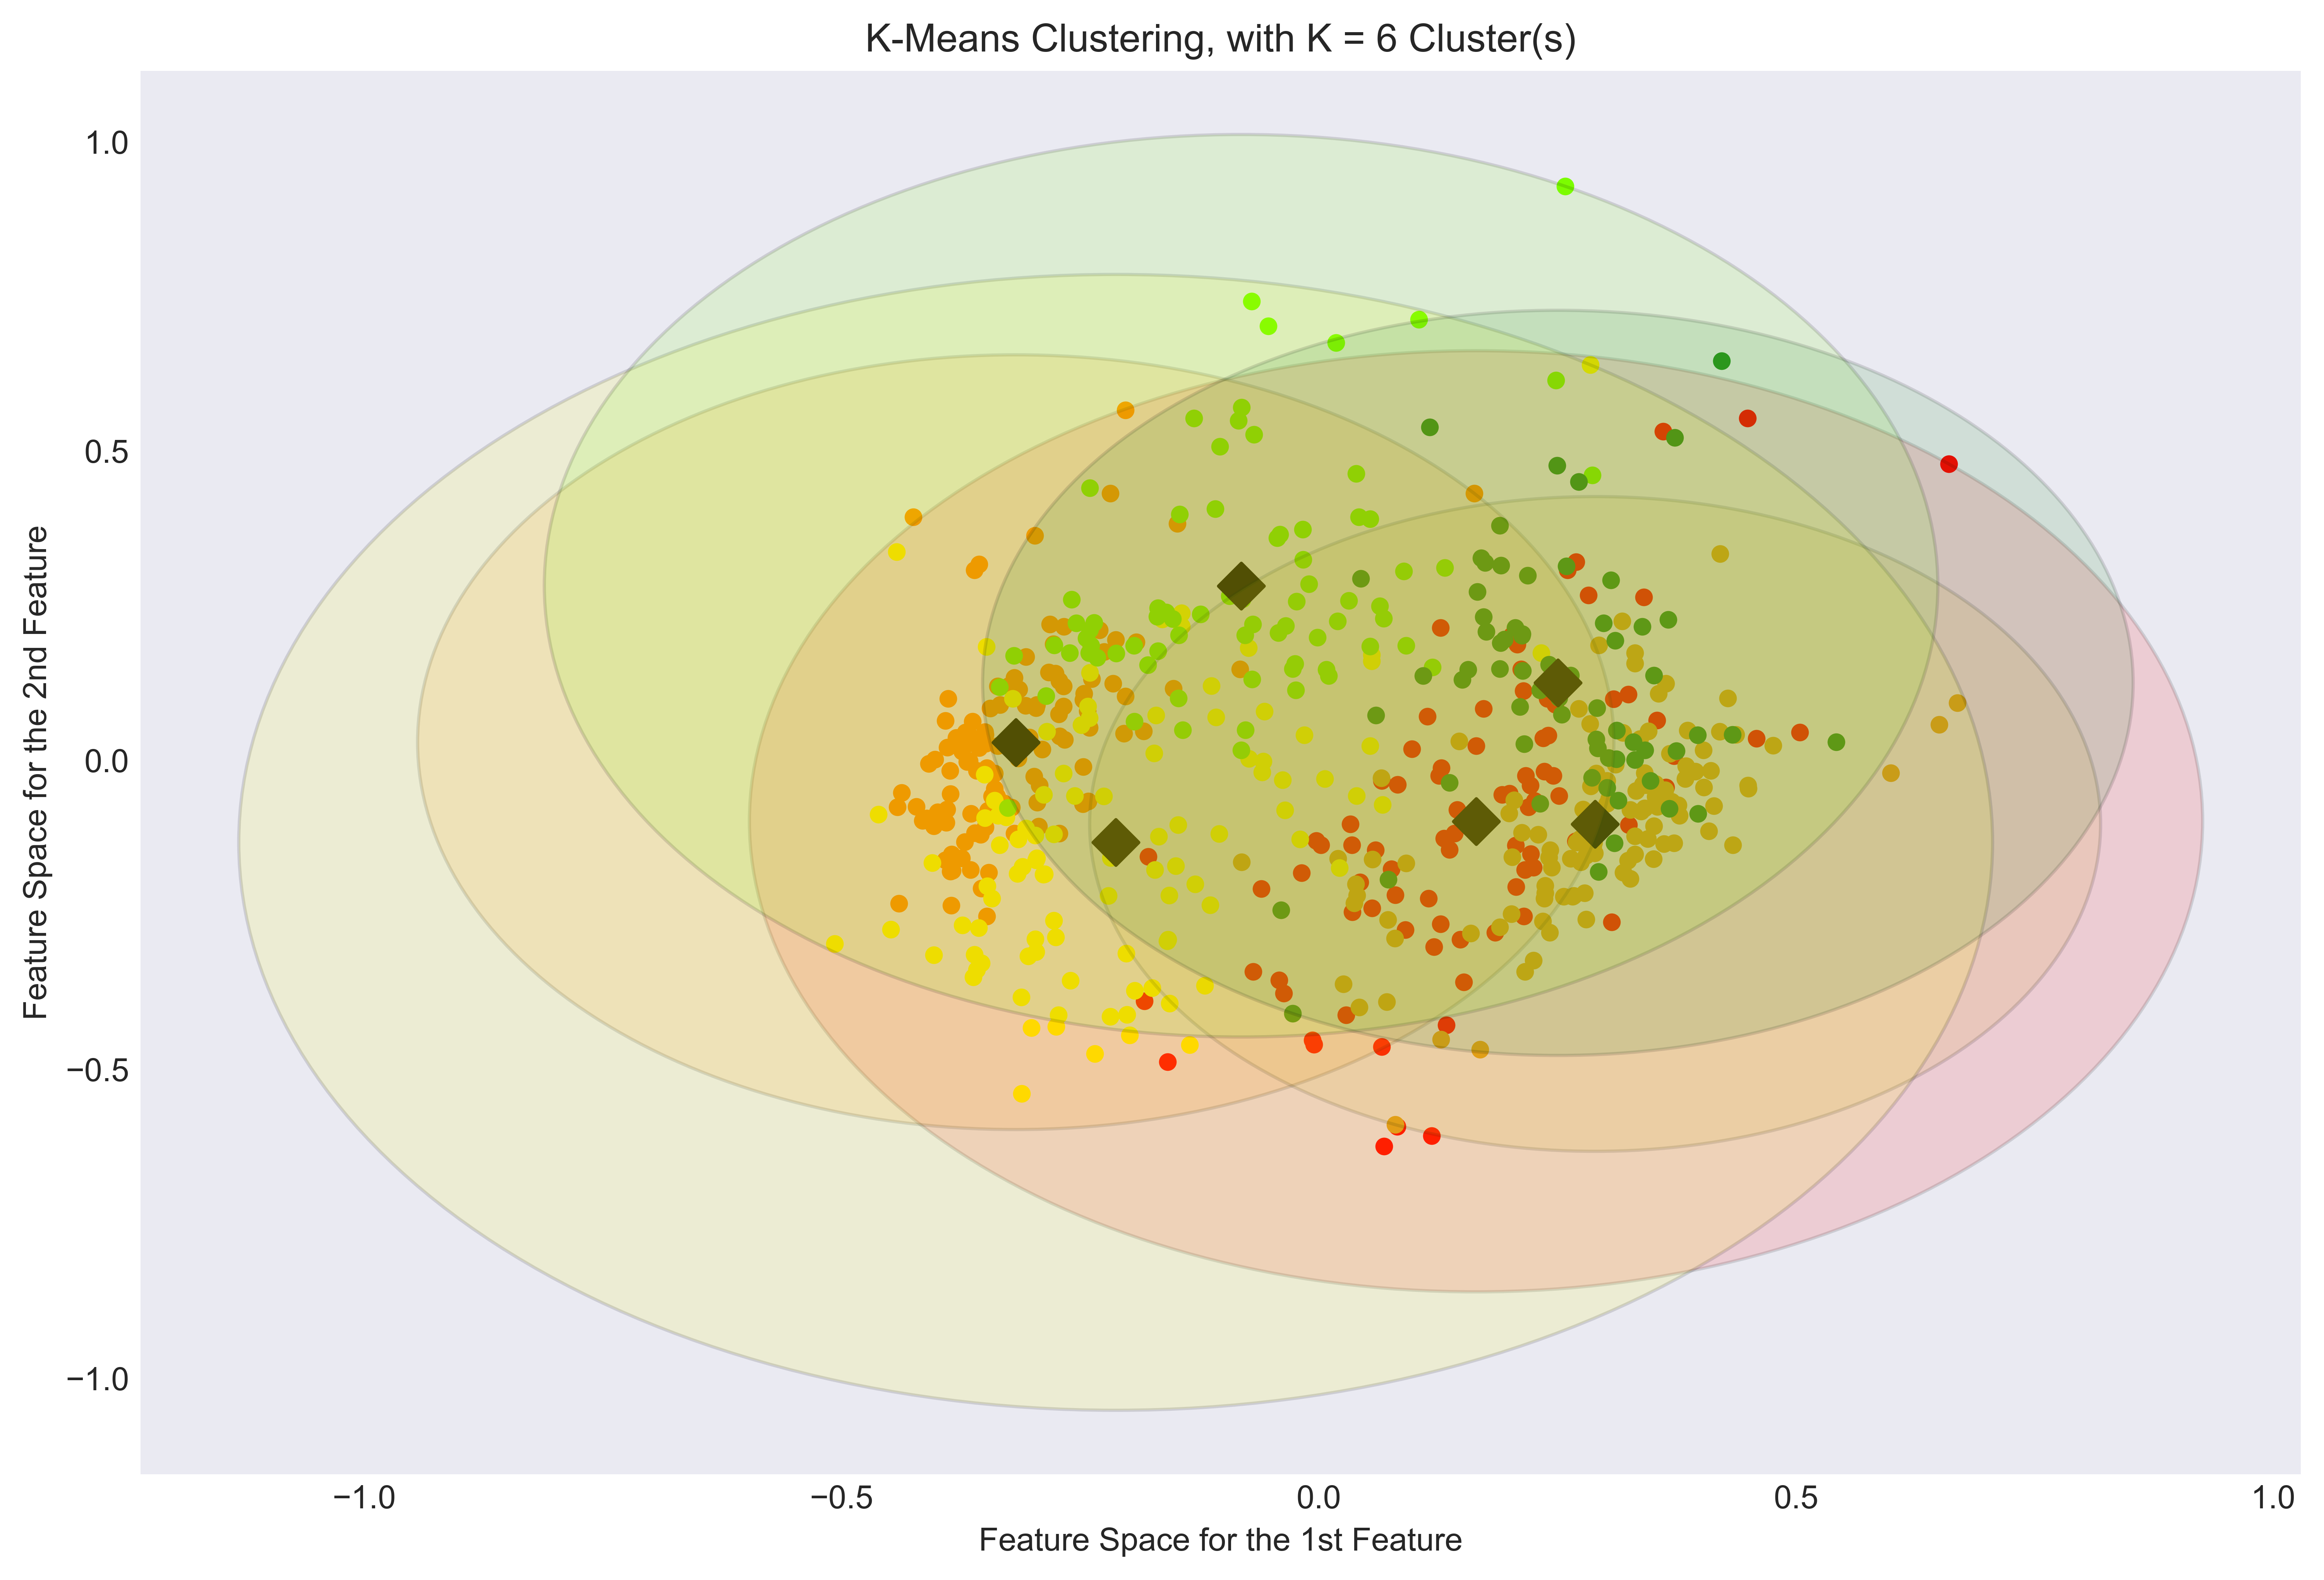 K-Means Clustering, with K = 6 Cluster(s)
1.0
0.5
0.0
−0.5
−1.0
Feature Space for the 2nd Feature
−1.0 −0.5 0.0 0.5 1.0
Feature Space for the 1st Feature